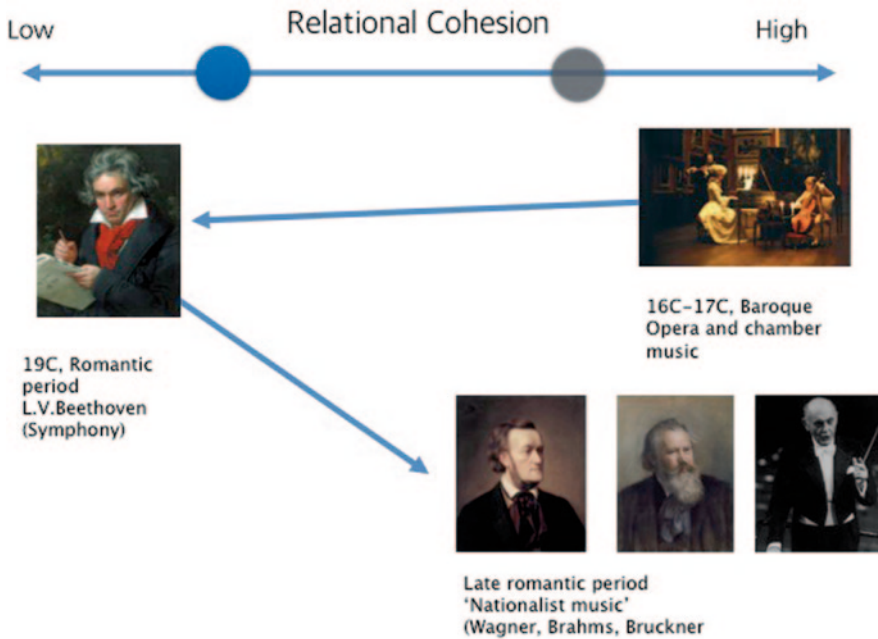 Low Relational Cohesion High
16C-17C, Baroque
Opera and chamber
music
19C, Romantic
period
L.V.Beethoven
(Symphony)
Late romantic period
‘Nationalist music’
(Wagner, Brahms, Bruckner